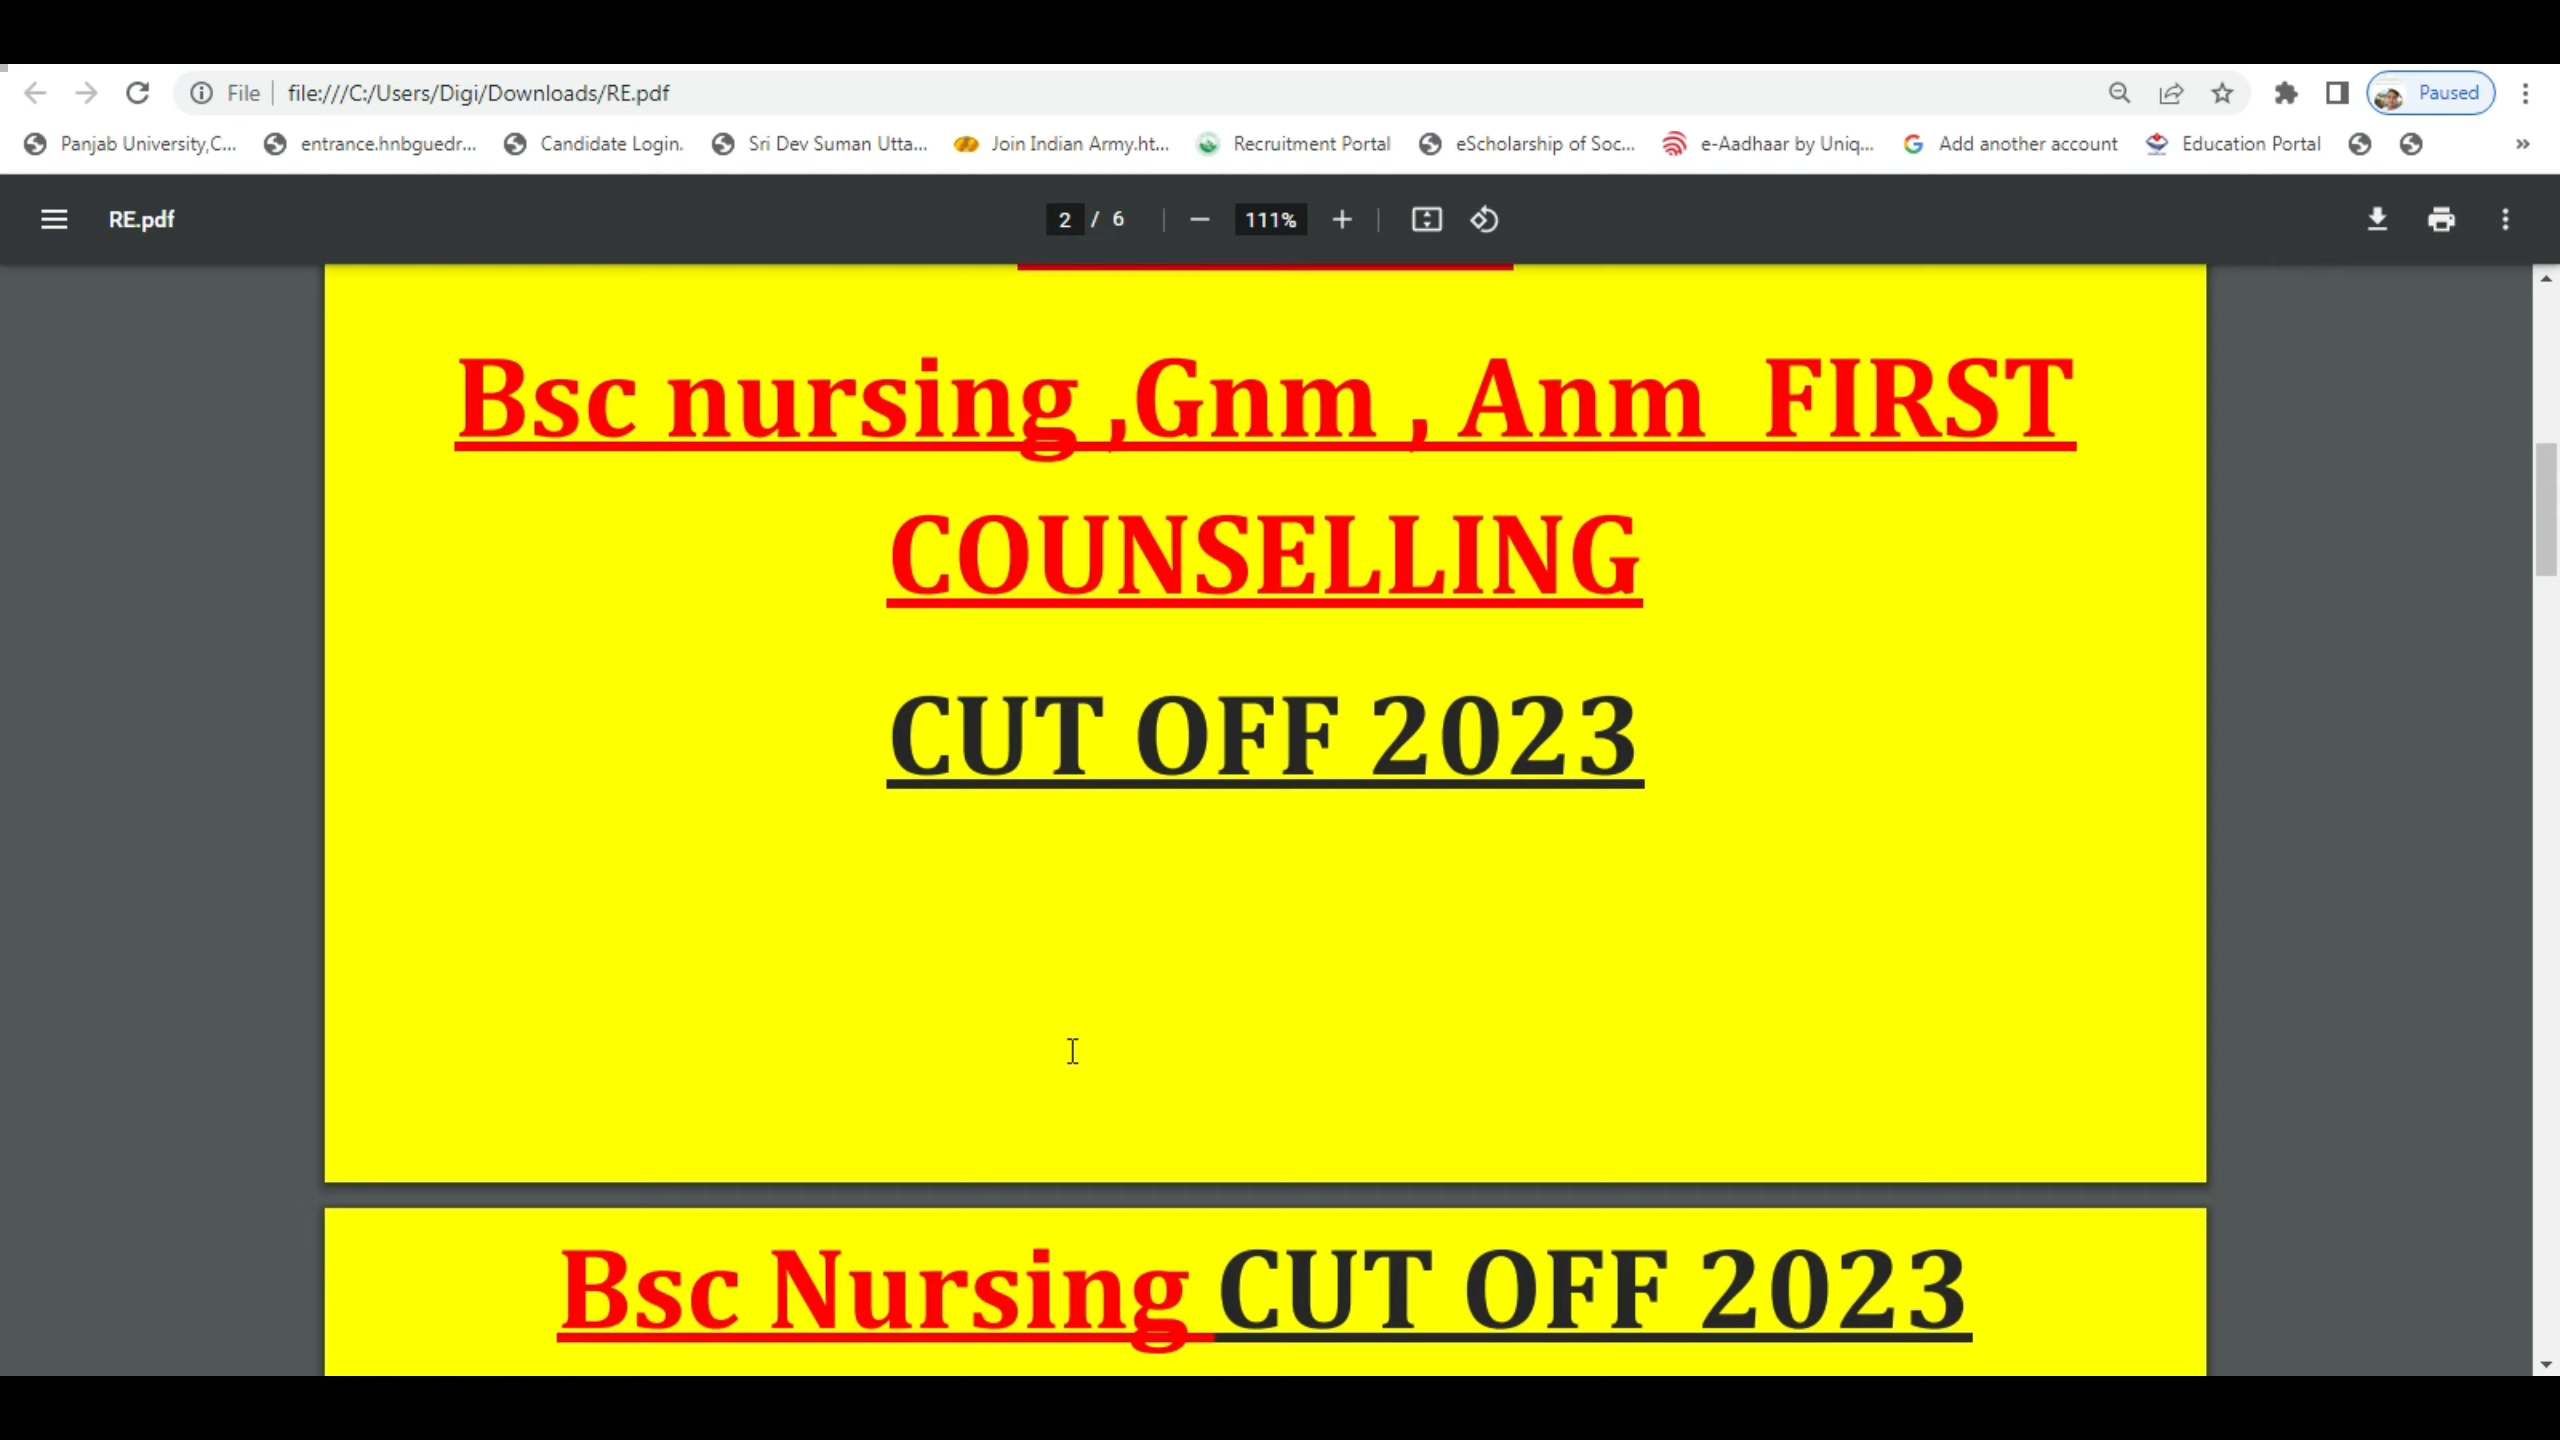 File file:///C:/Users/Digi/Downloads/RE.pdf Paused
Panjab University,C... entrance.hnbguedr... Candidate Login. Sri Dev Suman Utta... Join Indian Army.ht... Recruitment Portal eScholarship of Soc... e-Aadhaar by Uniq... Add another account Education Portal »
RE.pdf 2 / 6 111%
Bsc nursing ,Gnm , Anm FIRST
COUNSELLING
CUT OFF 2023
Bsc Nursing CUT OFF 2023